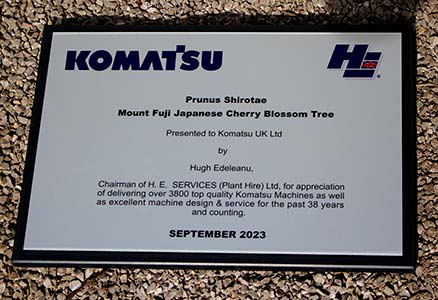 KOMATSU HE
Prunus Shirotae
Mount Fuji Japanese Cherry Blossom Tree
Presented to Komatsu UK Ltd
by
Hugh Edeleanu,
Chairman of H. E. SERVICES (Plant Hire) Ltd, for appreciation
of delivering over 3800 top quality Komatsu Machines as well
as excellent machine design & service for the past 38 years
and counting.
SEPTEMBER 2023